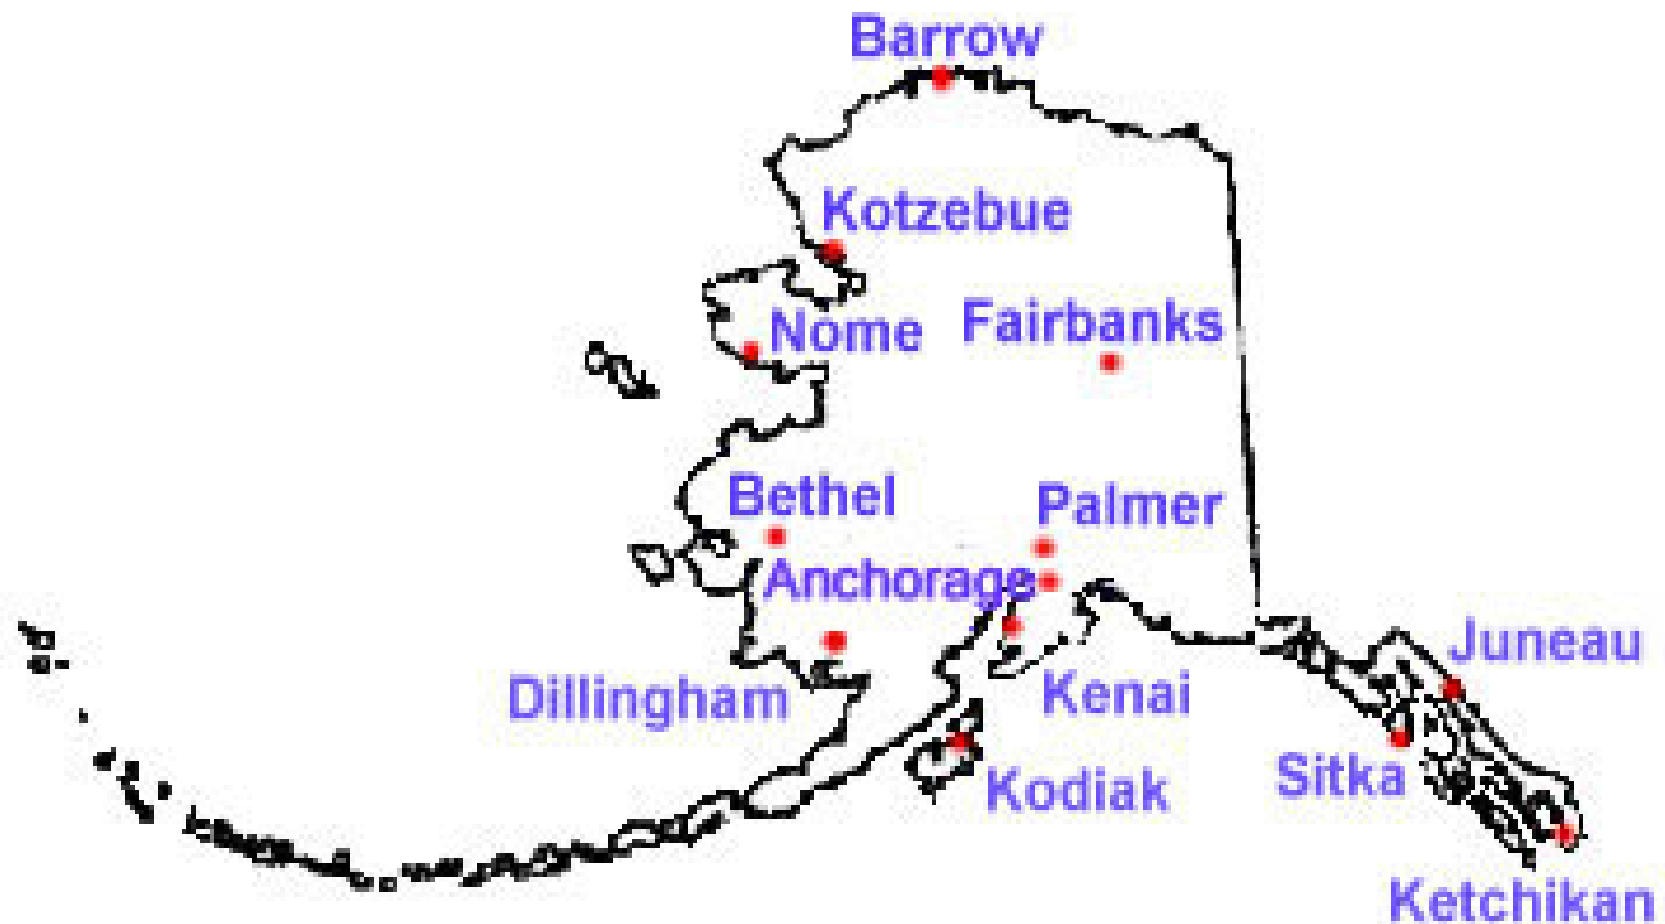 Barrow
Kotzebue
Nome
Fairbanks
Bethel
Palmer
Anchorage
Juneau
Dillingham
Kenai
Sitka
Kodiak
Ketchikan